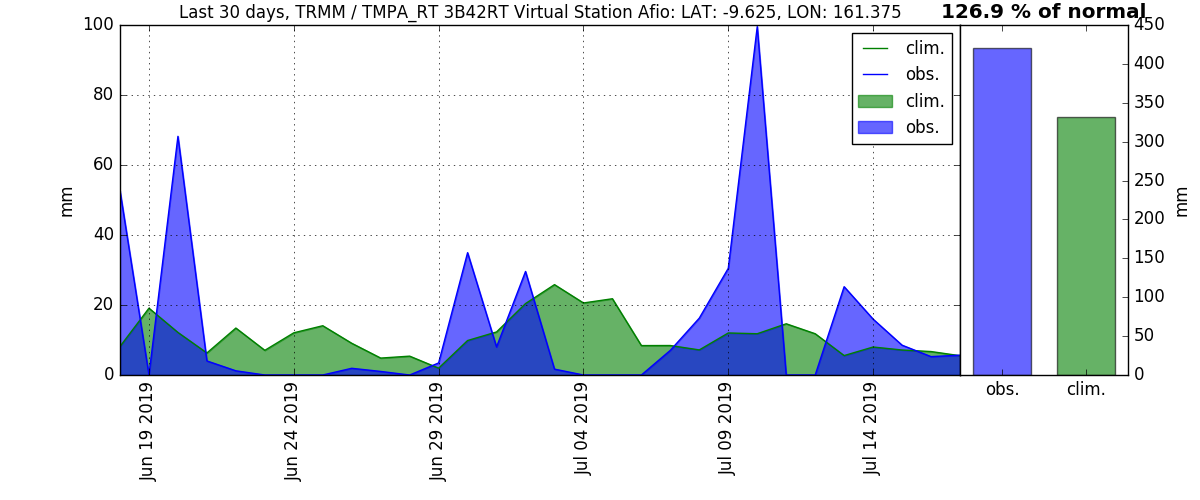 Last 30 days, TRMM / TMPA_RT 3B42RT Virtual Station Afio: LAT: -9.625, LON: 161.375
126.9 % of normal
100
80
60
40
20
0
mm
clim.
obs.
clim.
obs.
450
400
350
300
250
200
150
100
50
0
mm
obs.
clim.
Jun 19 2019
Jun 24 2019
Jun 29 2019
Jul 04 2019
Jul 09 2019
Jul 14 2019